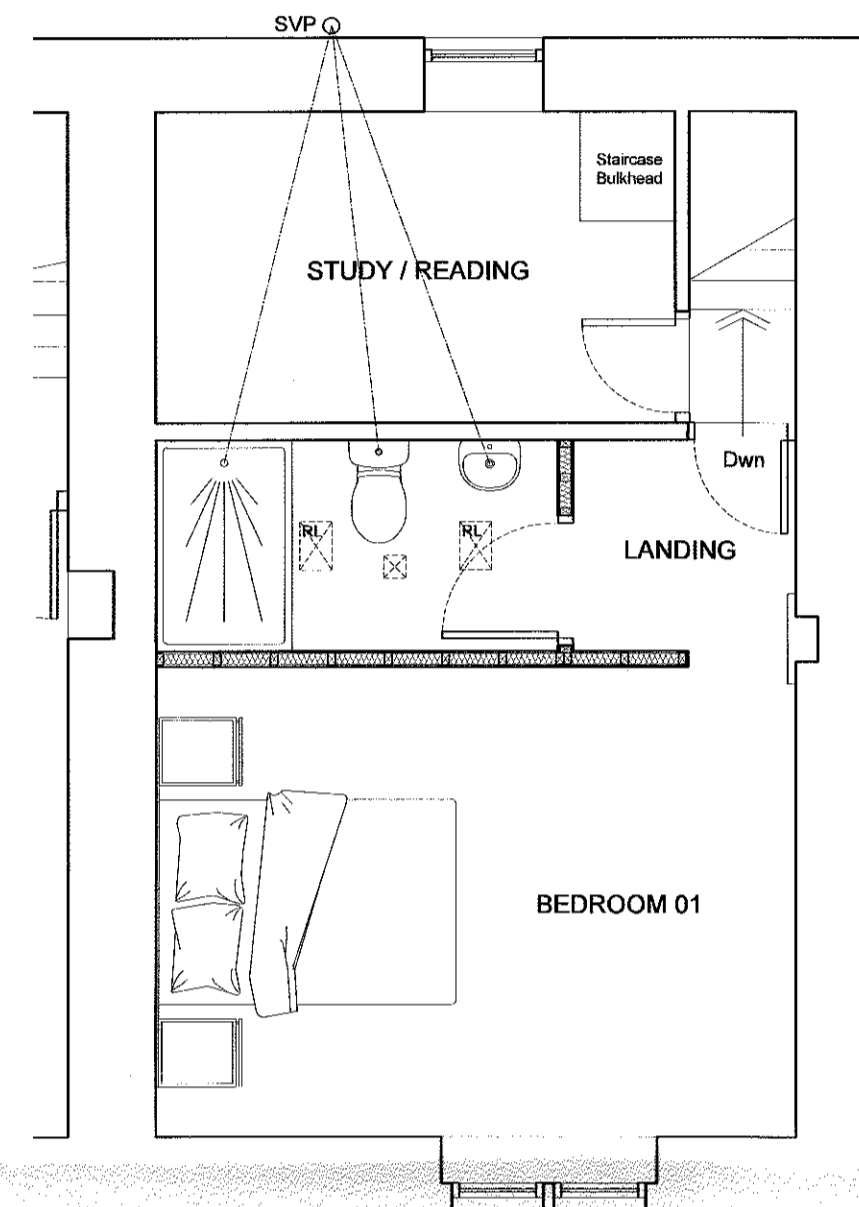 SVP
Staircase
Bulkhead
STUDY / READING
Dwn
RL
RL
LANDING
BEDROOM 01